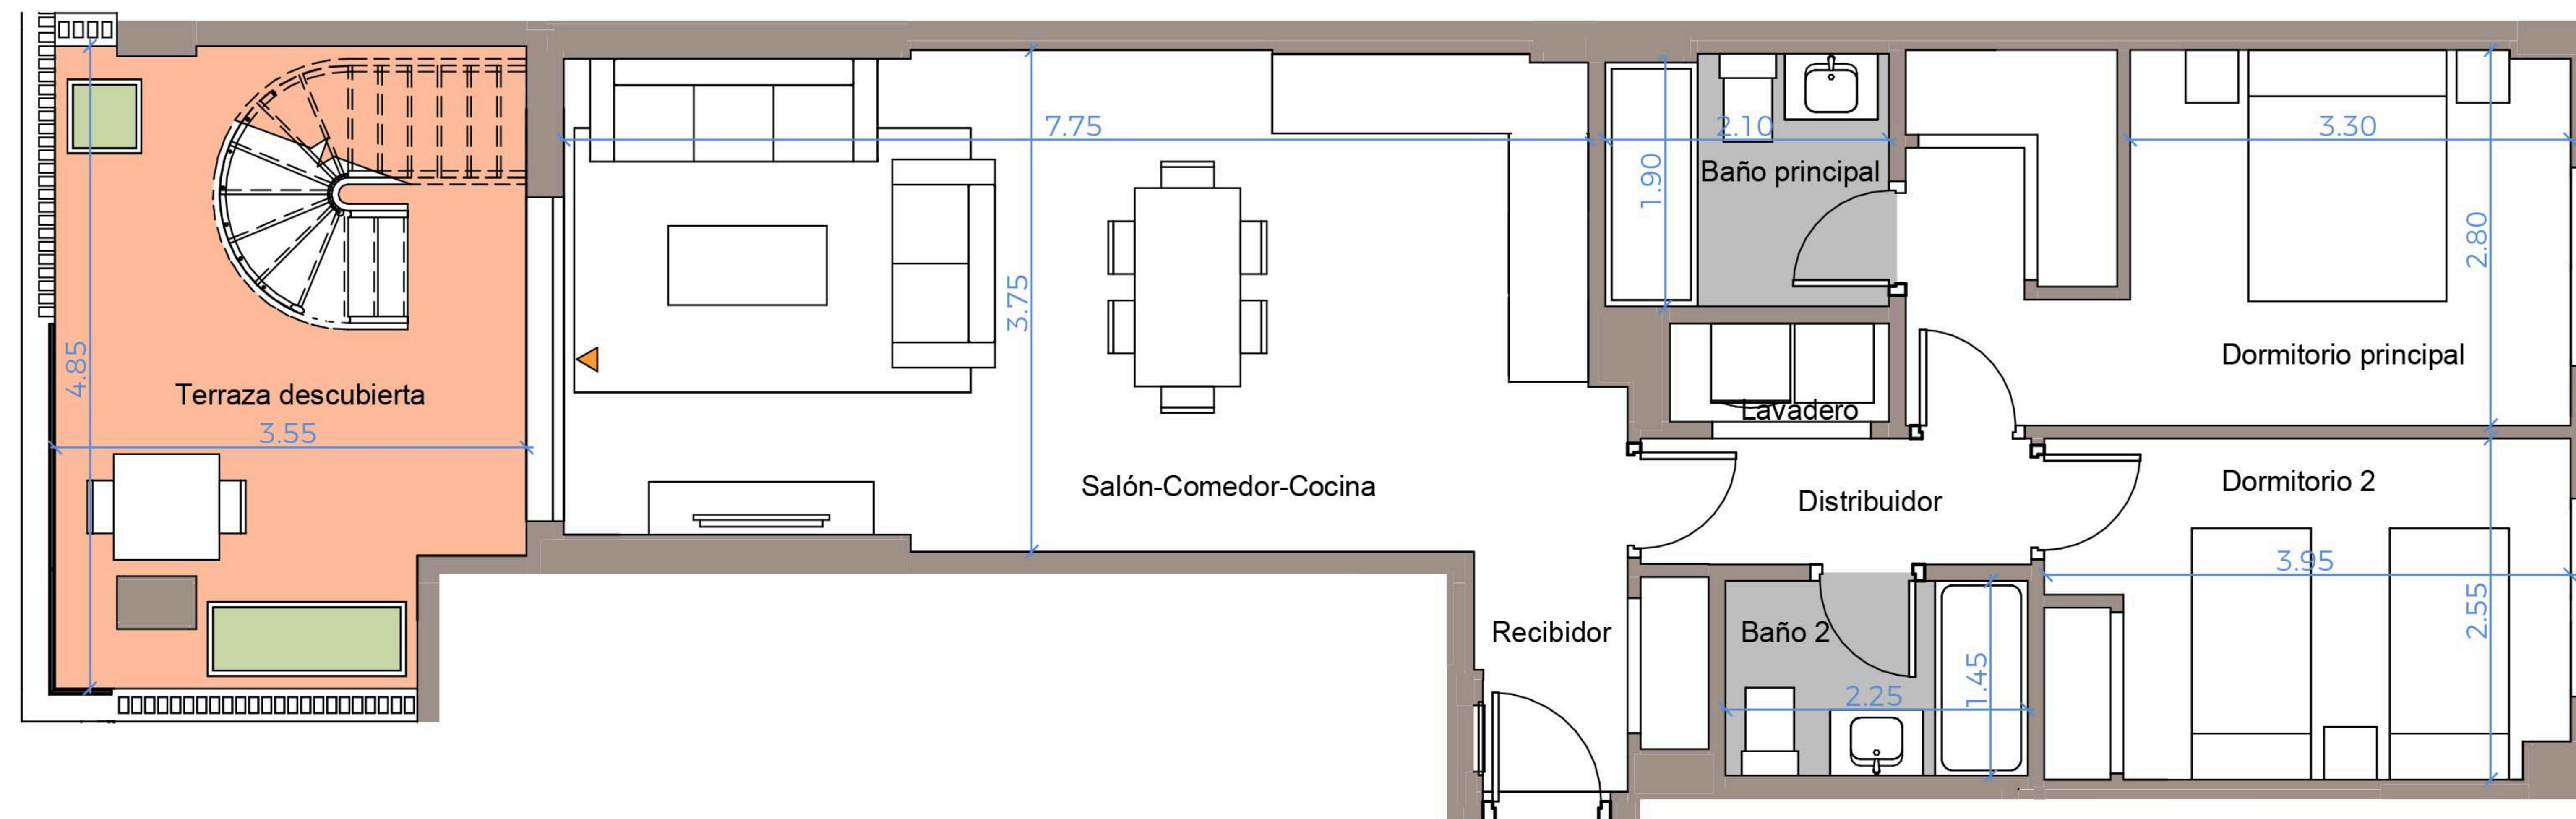 7.75
2.10
3.30
Baño principal
1.90
2.80
3.75
4.85
Dormitorio principal
Terraza descubierta
Lavadero
3.55
Salón-Comedor-Cocina
Distribuidor
Dormitorio 2
3.95
2.55
Recibidor
Baño 2
1.45
2.25